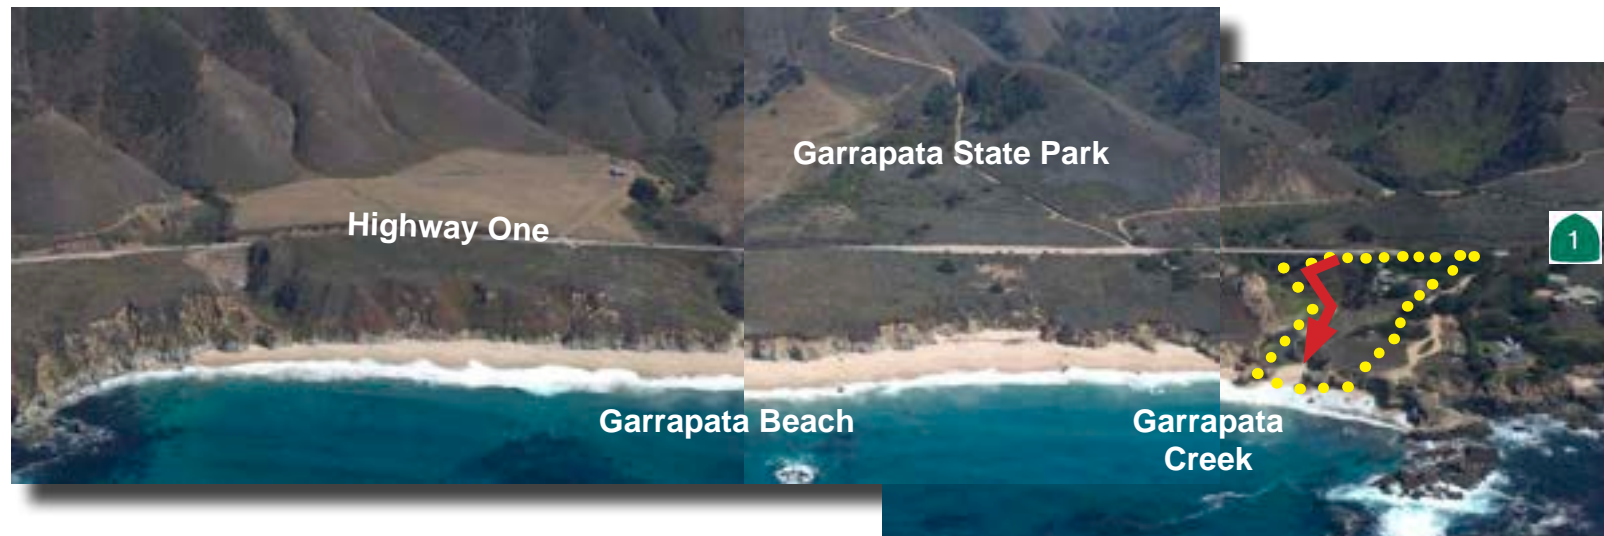 Garrapata State Park
Highway One
1
Garrapata Beach
Garrapata
Creek